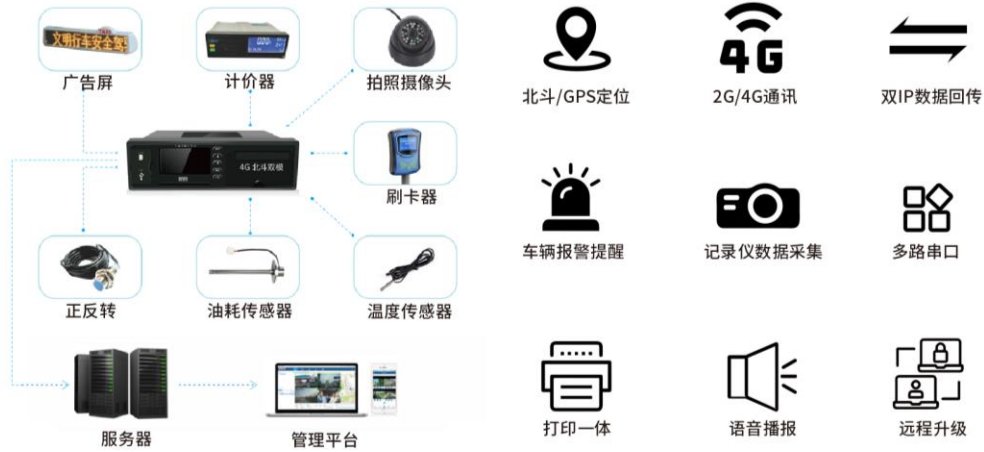 文明行车安全驾
广告屏
计价器
拍照摄像头
4G 北斗双模
刷卡器
正反转
油耗传感器
温度传感器
服务器
管理平台
北斗/GPS定位
4G
2G/4G通讯
双IP数据回传
车辆报警提醒
记录仪数据采集
多路串口
打印一体
语音播报
远程升级